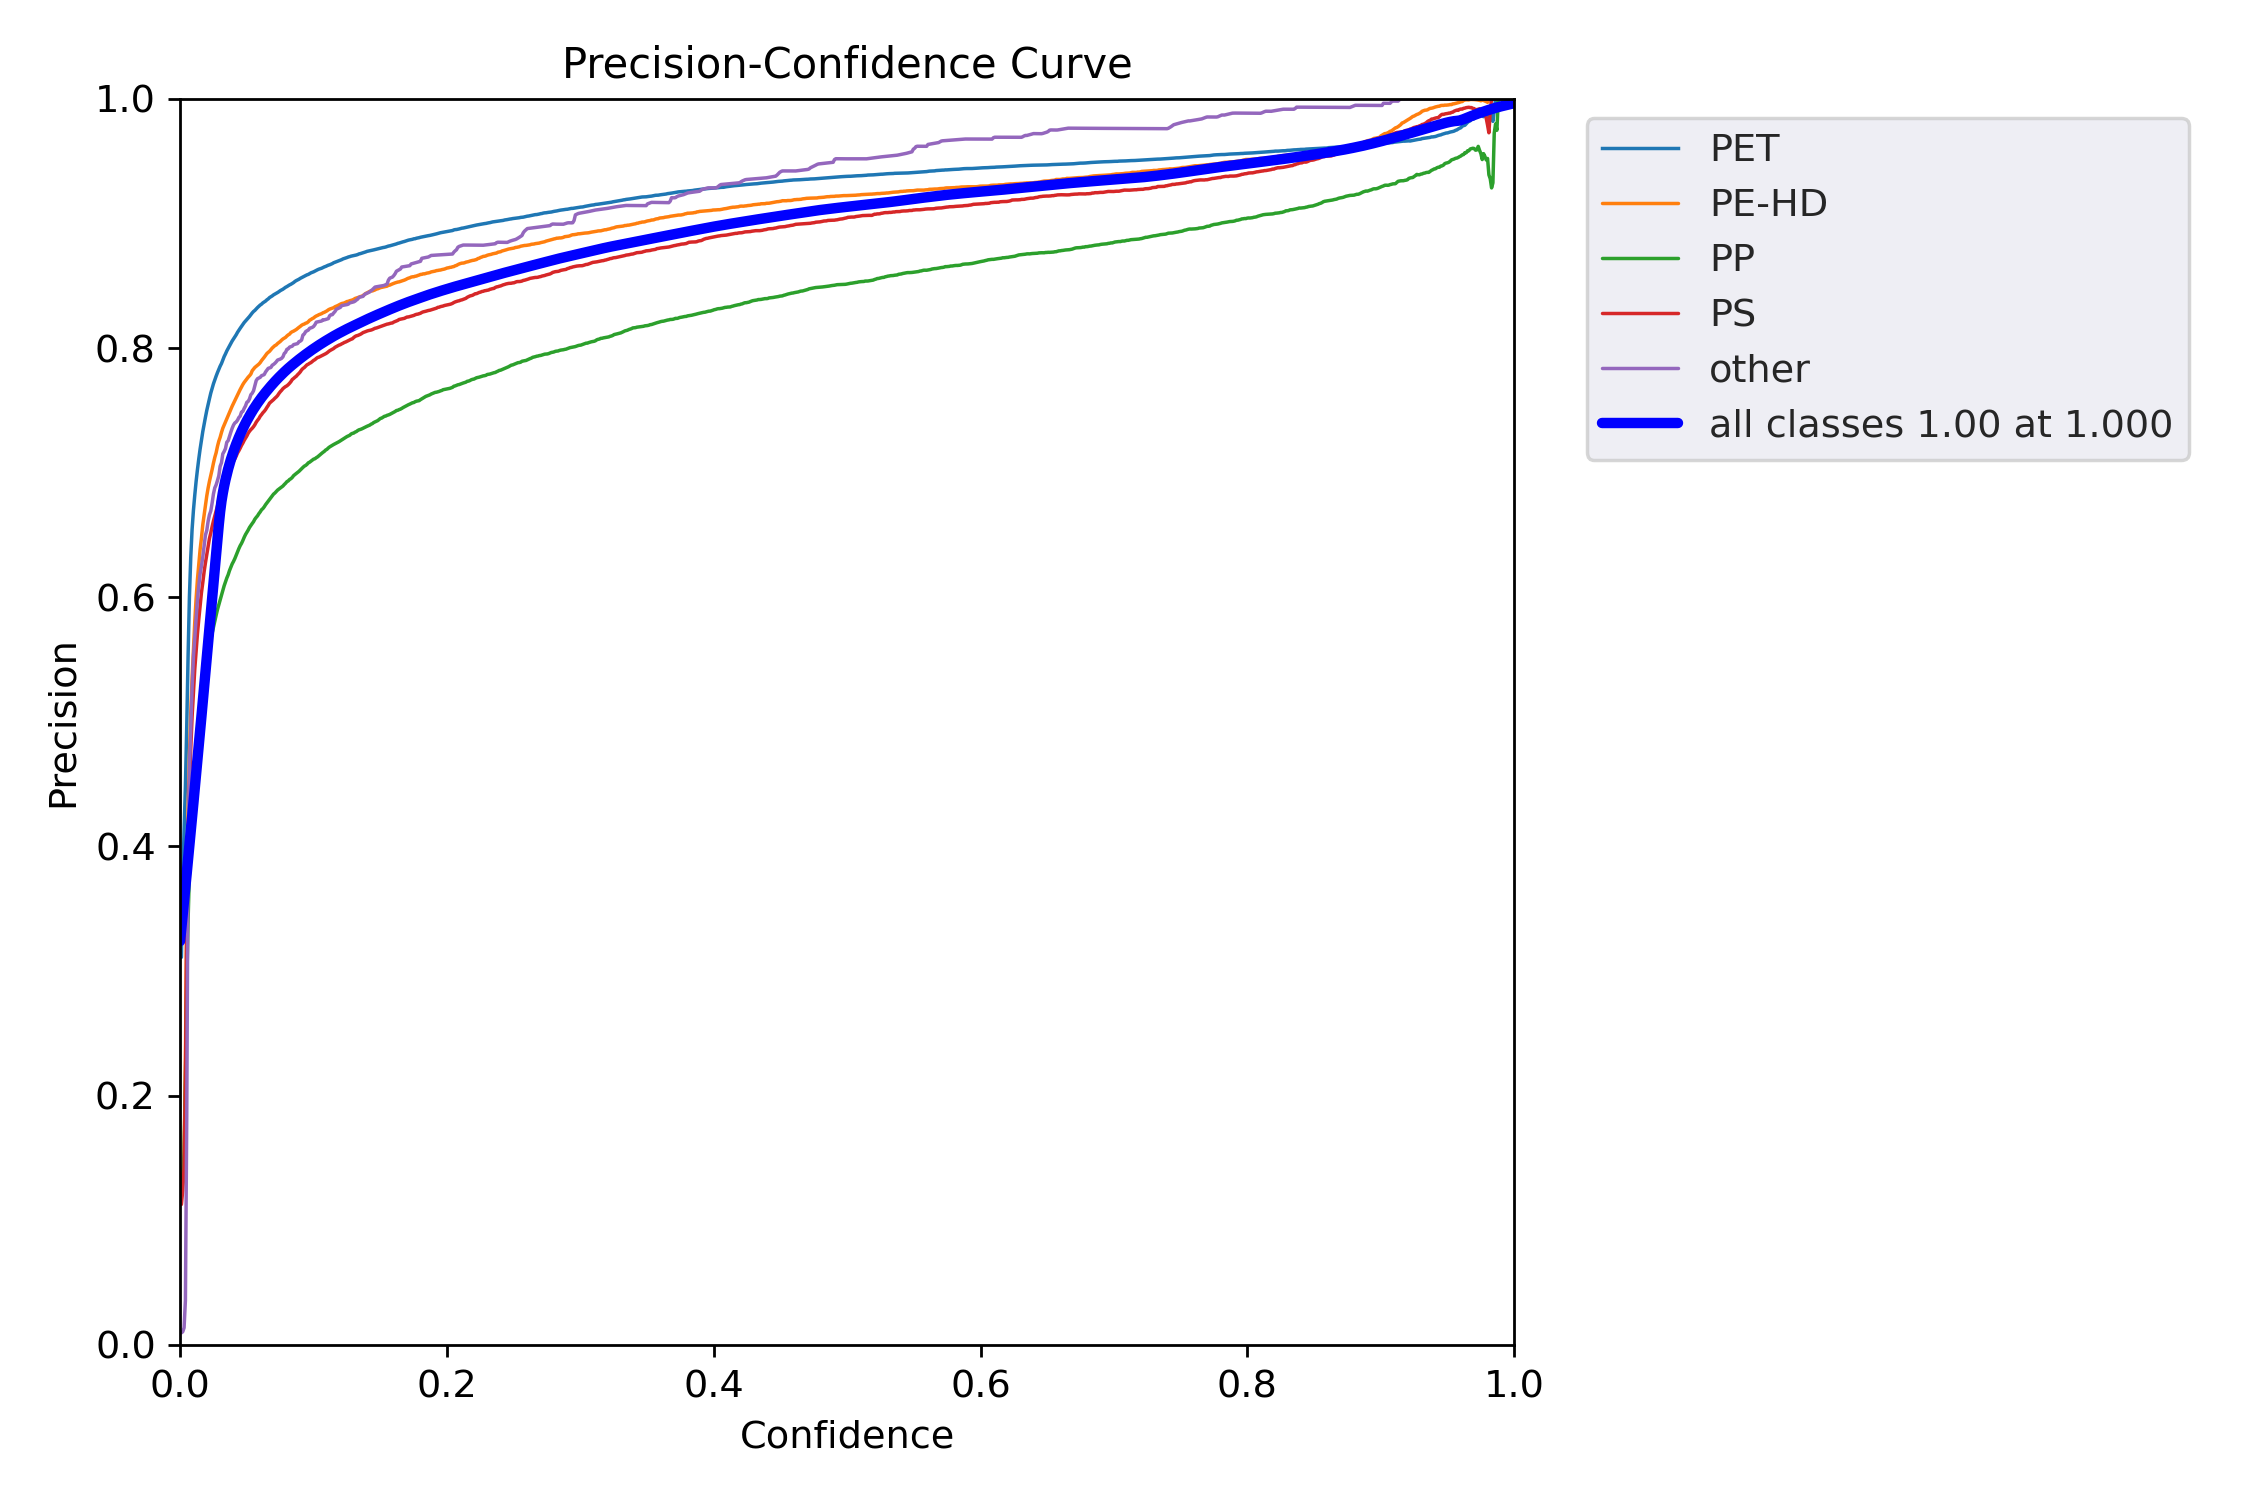 Precision-Confidence Curve
1.0
0.8
0.6
0.4
0.2
0.0
Precision
0.0 0.2 0.4 0.6 0.8 1.0
Confidence
PET
PE-HD
PP
PS
other
all classes 1.00 at 1.000